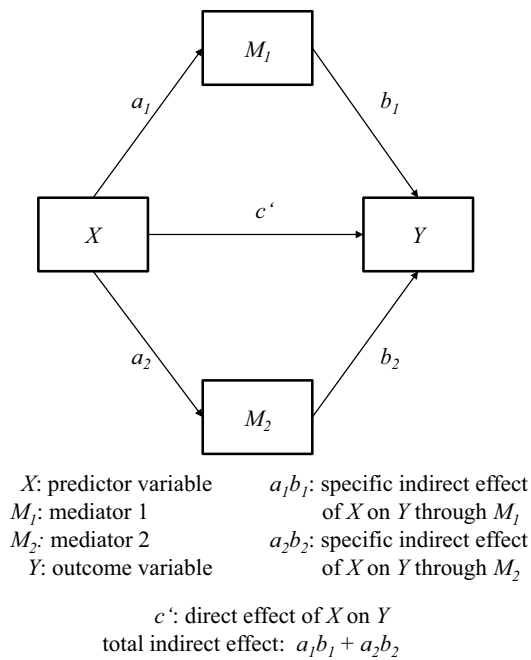 M₁
a₁
b₁
X
c‘
Y
a₂
b₂
M₂
X: predictor variable
M₁: mediator 1
M₂: mediator 2
Y: outcome variable
a₁b₁: specific indirect effect
of X on Y through M₁
a₂b₂: specific indirect effect
of X on Y through M₂
c‘: direct effect of X on Y
total indirect effect: a₁b₁ + a₂b₂